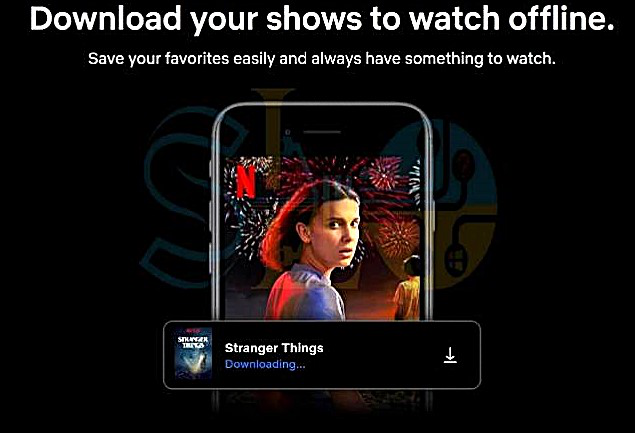 Download your shows to watch offline.
Save your favorites easily and always have something to watch.
N
STRANGER THINGS
Stranger Things
Downloading...